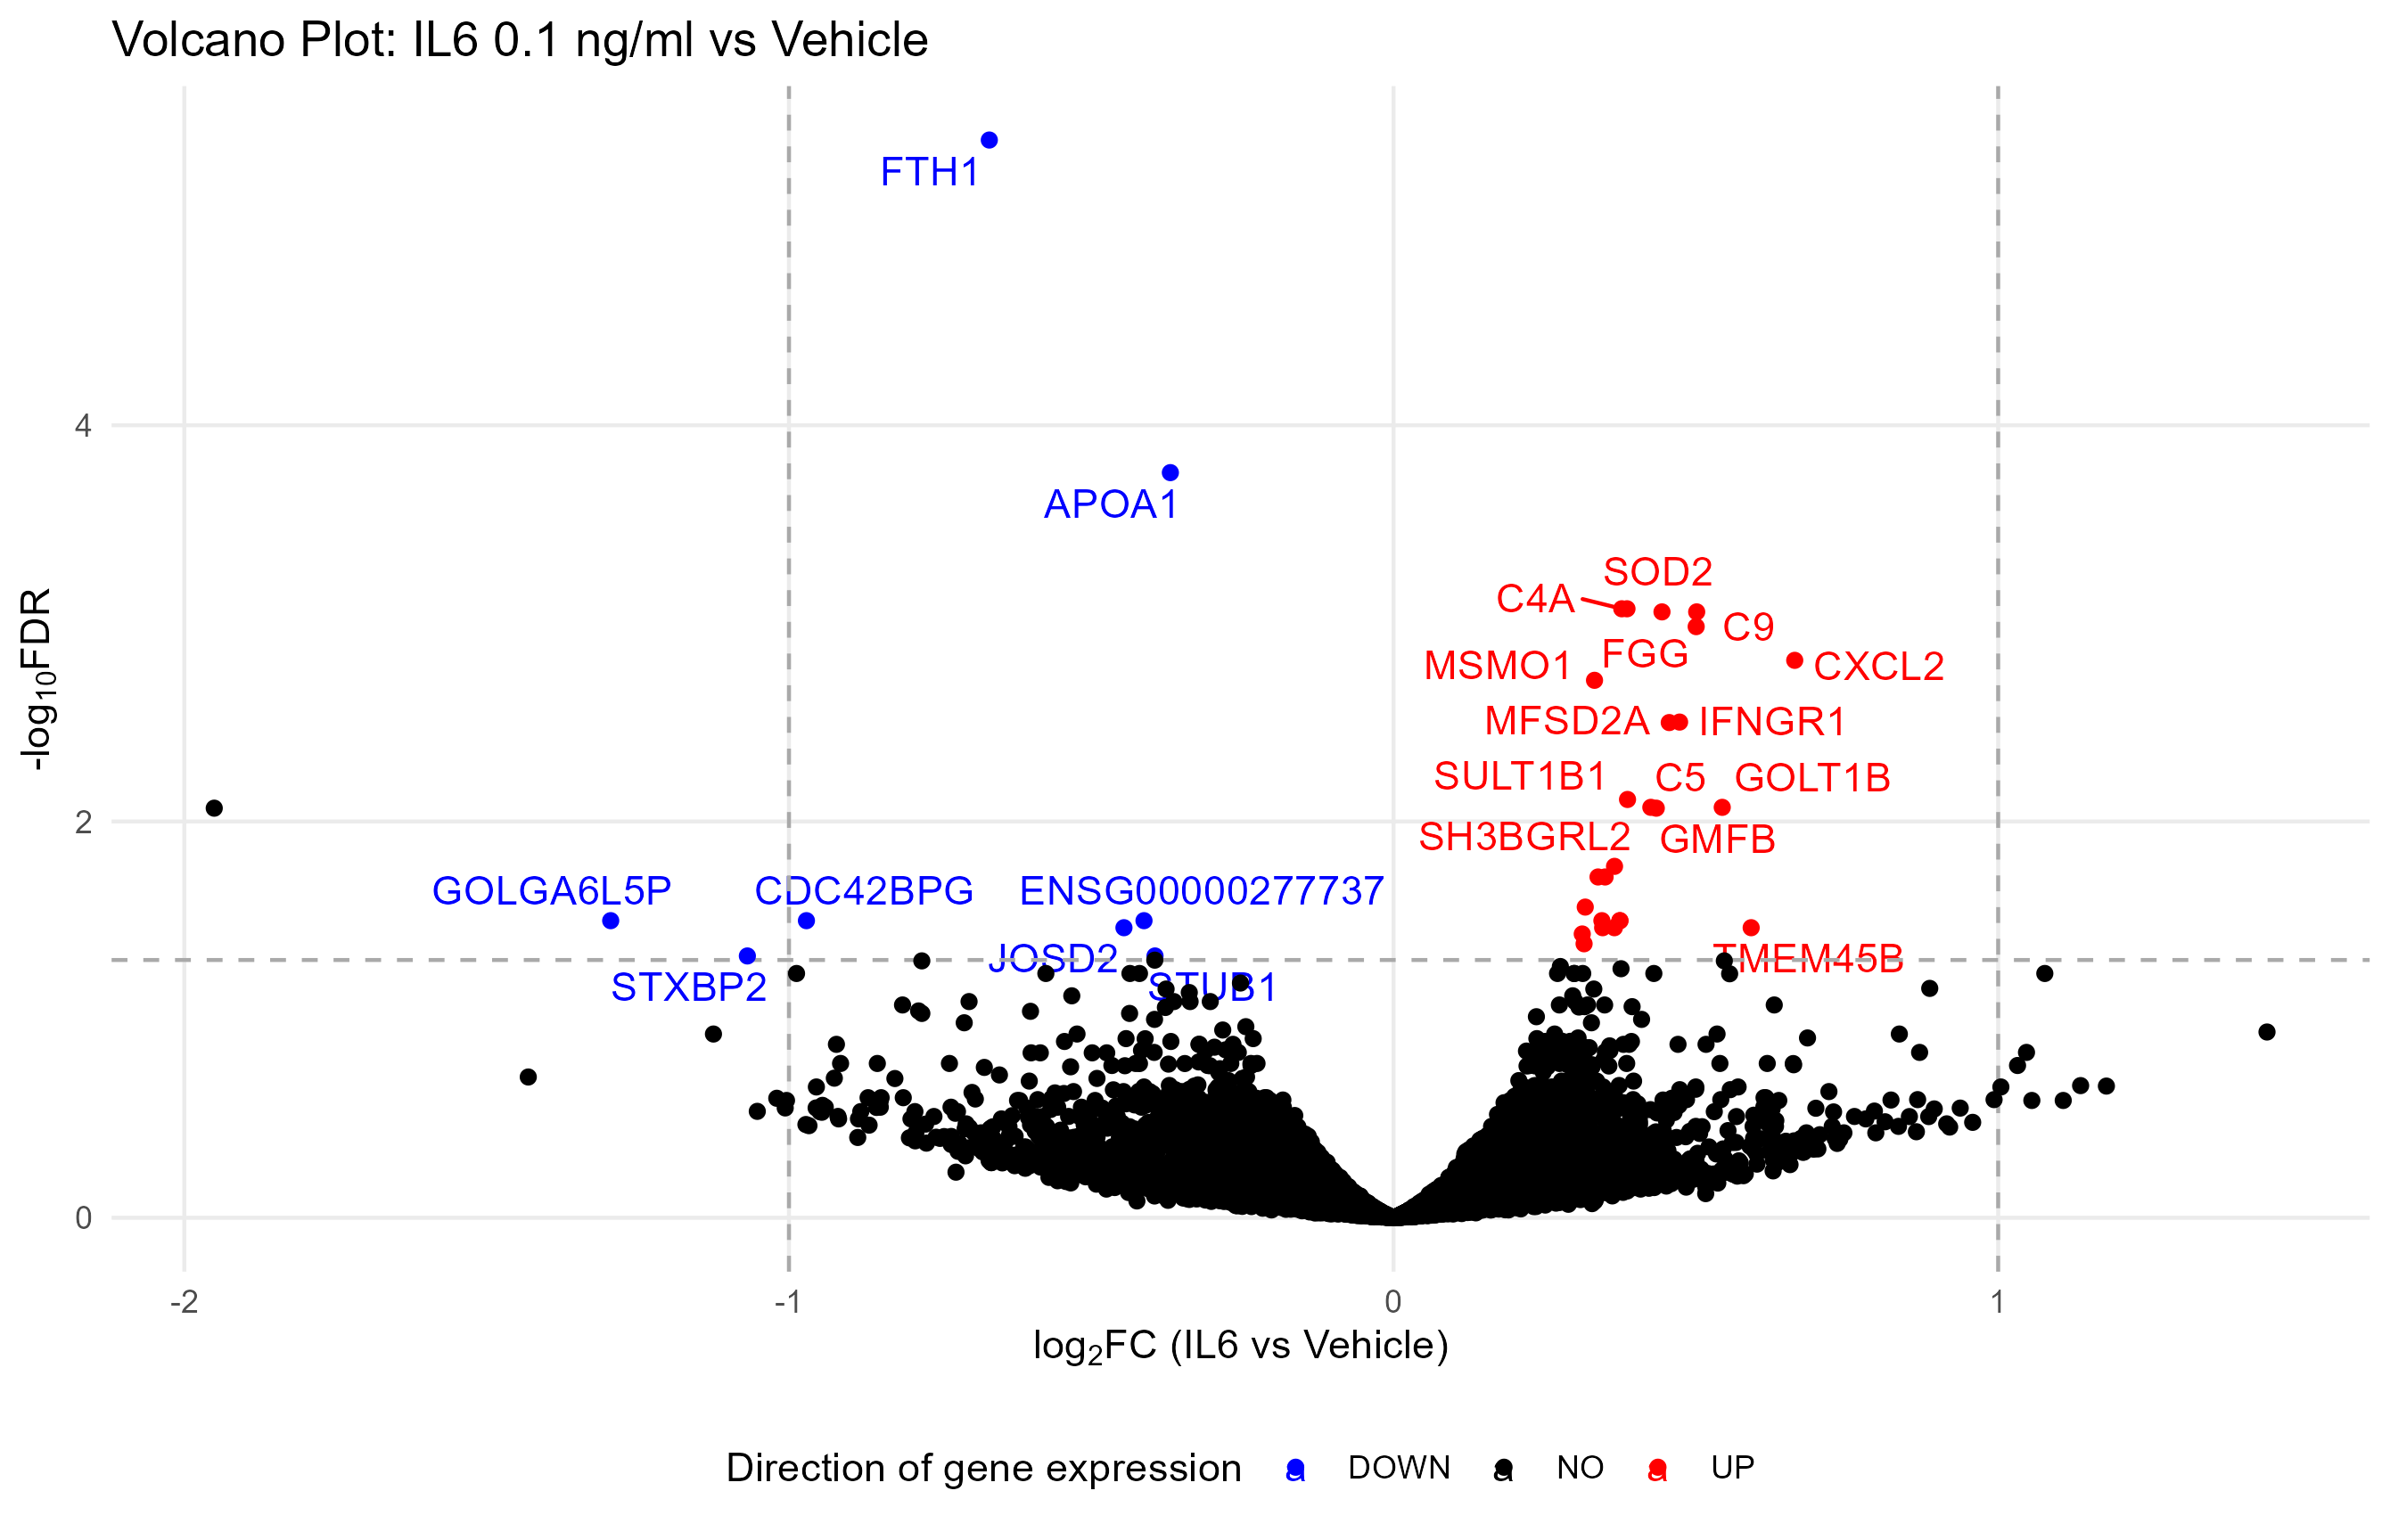 Volcano Plot: IL6 0.1 ng/ml vs Vehicle
FTH1
4
APOA1
SOD2
C4A
C9
FGG
MSMO1
CXCL2
MFSD2A
IFNGR1
SULT1B1
C5
GOLT1B
2
SH3BGRL2
GMFB
GOLGA6L5P
CDC42BPG
ENSG00000277737
JOSD2
TMEM45B
STXBP2
STUB1
0
-log10FDR
-2
-1
0
1
log2FC (IL6 vs Vehicle)
Direction of gene expression a DOWN a NO a UP